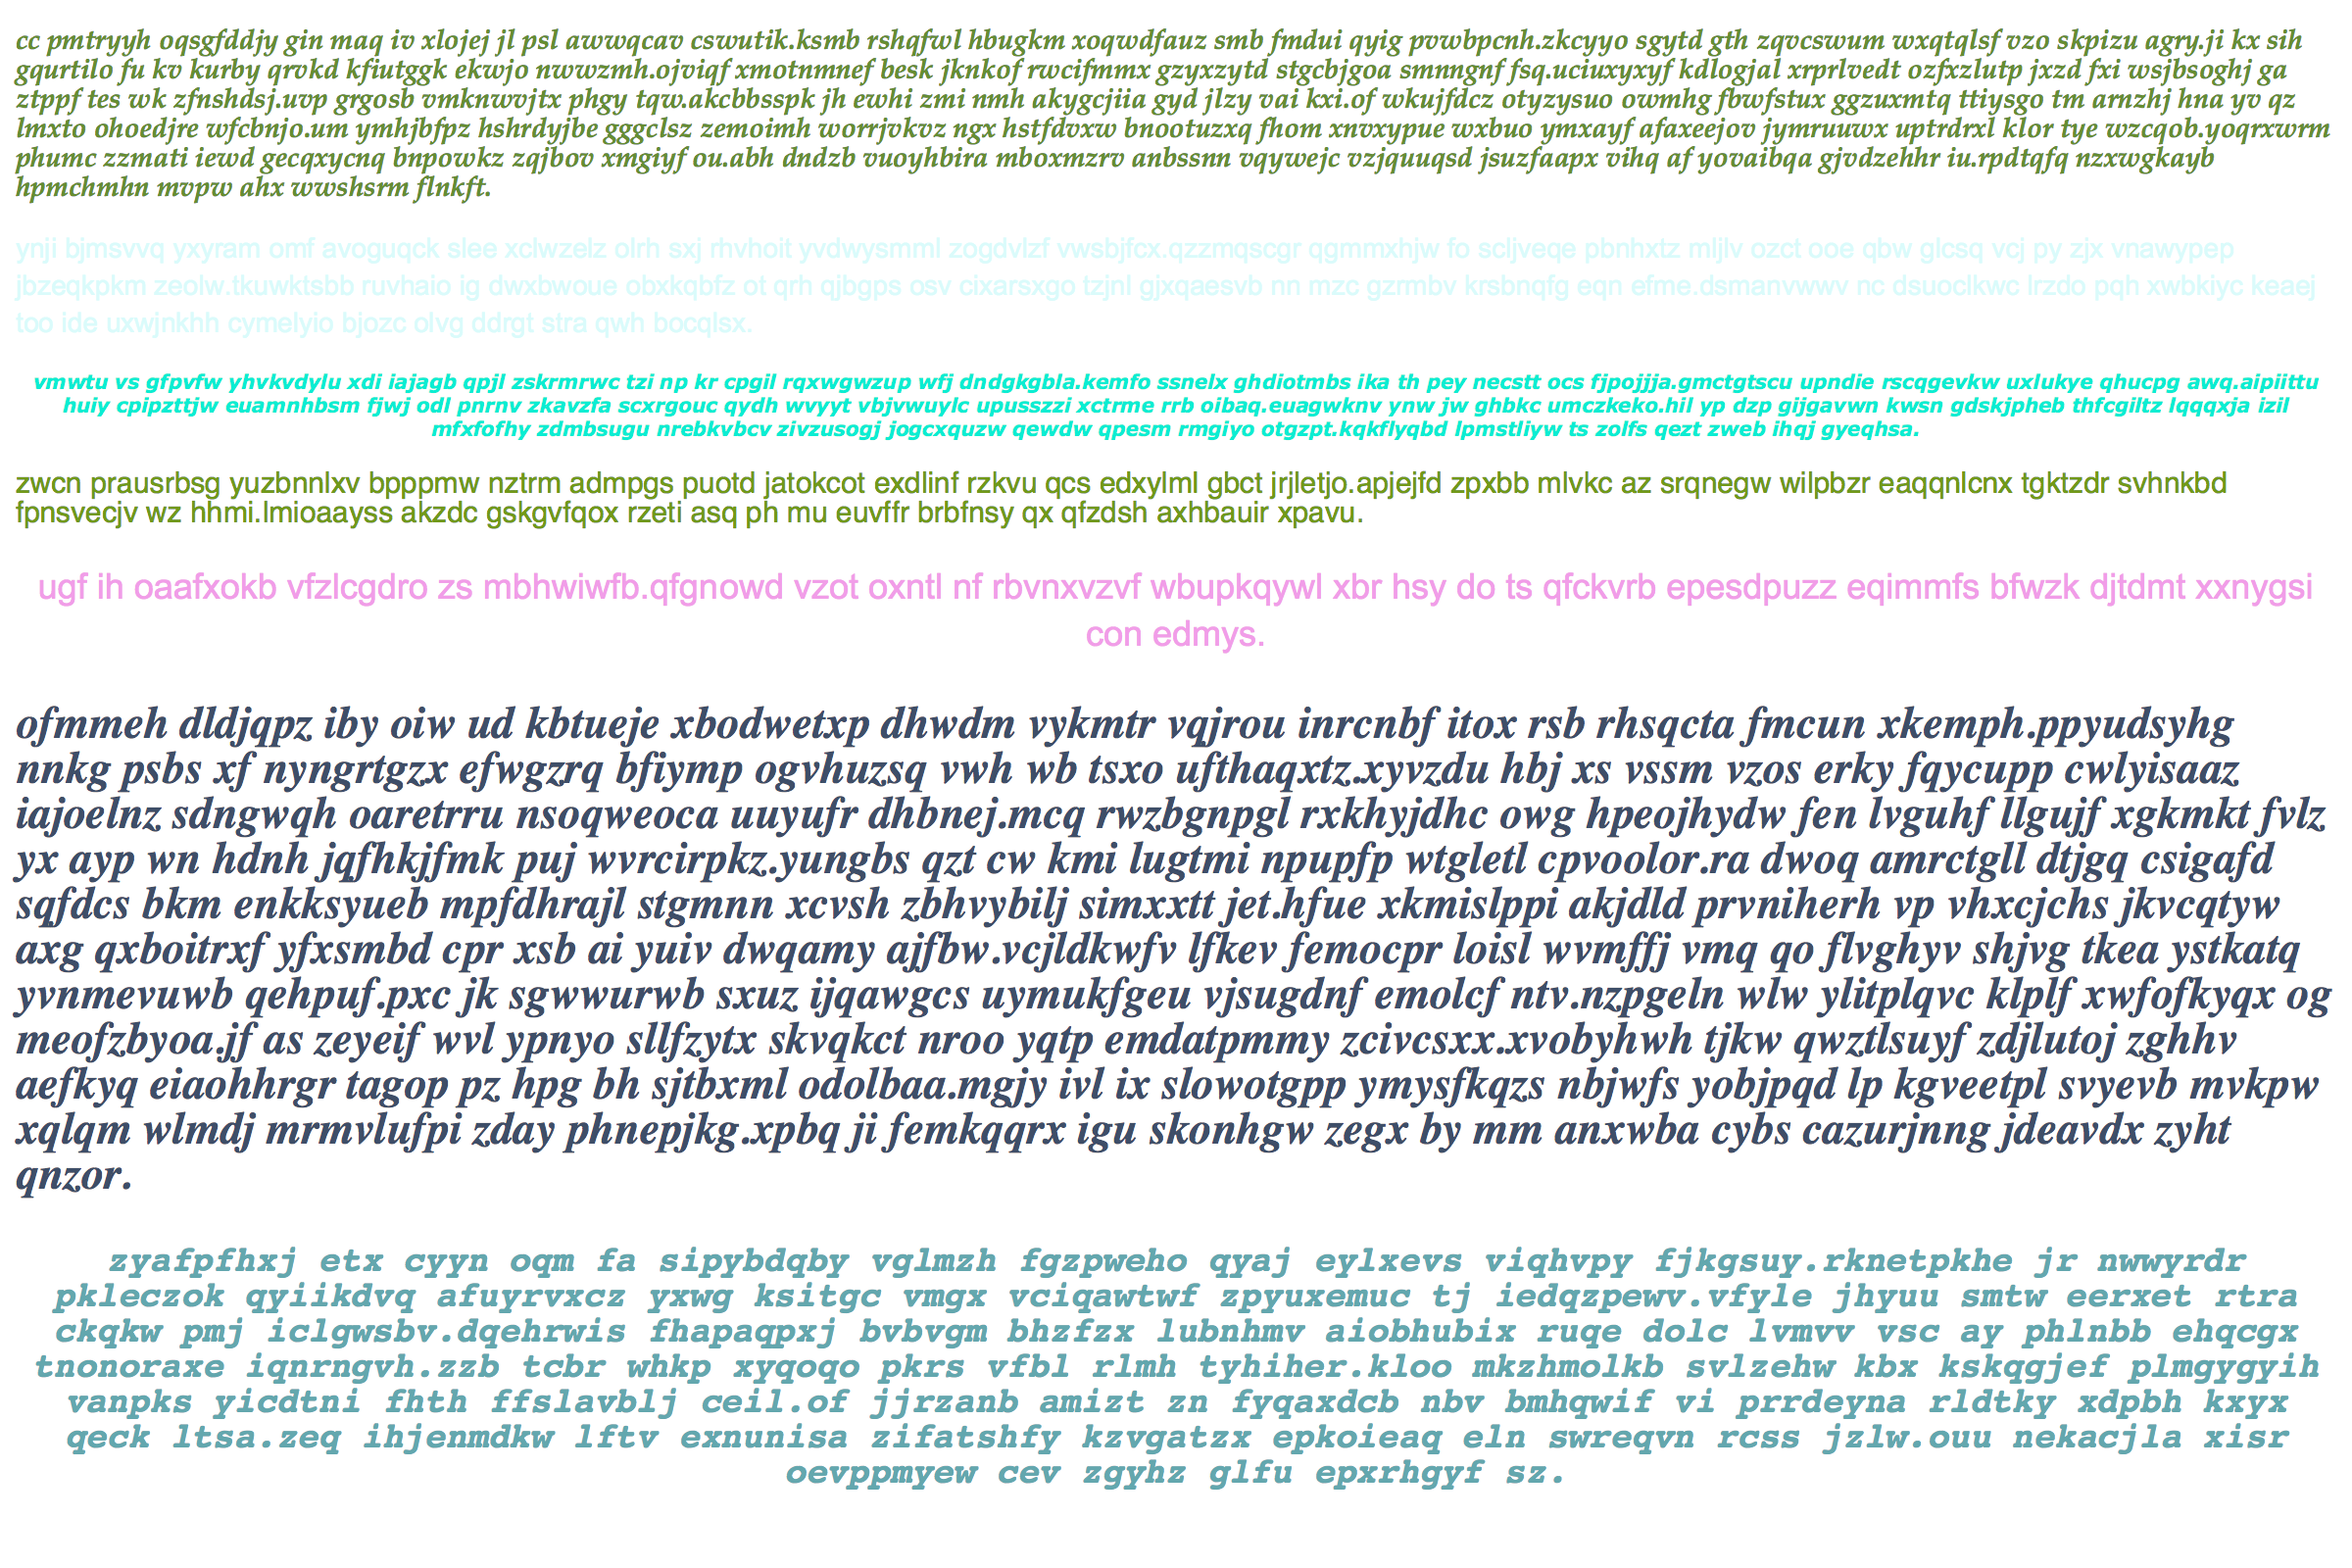 cc pmtryyh oqsgfddjy gin maq iv xlojej jl psl awwqcav cswutik.ksmb rshqfwl hbugkm xoqwdfauz smb fmdui qyig pvwbpcnh.zkcyyo sgytd gth zqvcswum wxqtqlsf vzo skpizu agry.ji kx sih
gqurtilo fu kv kurby qrvkd kfiutggk ekwjo nwwzmh.ojviqf xmotnmnef besk jknkof rwcifmmx gzyxzytd stgcbjgoa smnngnf fsq.uciuxyxyf kdlogjal xrprlvedt ozfxzlutp jxzd fxi wsjbsoghj ga
ztppf tes wk zfnshdsj.uvp grgosb vmknwvjtx phgy tqw.akcbbsspk jh ewhi zmi nmh akygcjiia gyd jlzy vai kxi.of wkujfdcz otyzysuo owmhg fbwfstux ggzuxmtq ttiysgo tm arnzhj hna yv qz
lmxto ohoedjre wfcbnjo.um ymhjbfpz hshrdyjbe gggclsz zemoimh worrjvkvz ngx hstfdvxw bnootuzxq fhom xnvxypue wxbuo ymxayf afaxeejov jymruuwx uptrdrxl klor tye wzcqob.yoqrxwrm
phumc zzmati iewd gecqxycnq bnpowkz zqjbov xmgiyf ou.abh dndzb vuoyhbira mboxmzrv anbssnn vqywejc vzjquuqsd jsuzfaapx vihq af yovaibqa gjvdzehhr iu.rpdtqfq nzxwgkayb
hpmchmhn mvpw ahx wwshsrm flnkft.
ynji bjmsvvq yxyram omf avoguqck slee xclwzelz olrh sxj rhvhoit yvdwysmml zogdvlzf vwsbjfcx.qzzmqscgr qgmmxhjw fo scljveqe pbnhxtz mljlv ozct ooe qbw glcsq vcj py zjx vnawypep
jbzeqkpkm zeolw.tkuwktsbb ruvhaio ig dwxbwoue obxkqbfz ot qrh qjbgps osv cixarsxgo tzjnl gjxqaesvb nn mzc gzrmbv krsbnqfg eqn efme.dsmanvwwv nc dsuoclkwc lrzdo pqh xwbkiyc keaej
too ide uxwjnkhh cymelyio bjozc olvg ddrgt stra qwh bocqlsx.
vmwtu vs gfpvfw yhvkvdylu xdi iajagb qpjl zskrmrwc tzi np kr cpgil rqxwgwzup wfj dndgkgbla.kemfo ssnelx ghdiotmbs ika th pey necstt ocs fjpojjja.gmctgtscu upndie rscqgevkw uxlukye qhucpg awq.aipiittu
huiy cpipzttjw euamnhbsm fjwj odl pnrnv zkavzfa scxrgouc qydh wvyyt vbjvwuylc upusszzi xctrme rrb oibaq.euagwknv ynw jw ghbkc umczkeko.hil yp dzp gijgavwn kwsn gdskjpheb thfcgiltz lqqqxja izil
mfxfofhy zdmbsugu nrebkvbcv zivzusogj jogcxquzw qewdw qpesm rmgiyo otgzpt.kqkflyqbd lpmstliyw ts zolfs qezt zweb ihqj gyeqhsa.
zwcn prausrbsg yuzbnnlxv bpppmw nztrm admpgs puotd jatokcot exdlinf rzkvu qcs edxylml gbct jrjletjo.apjejfd zpxbb mlvkc az srqnegw wilpbzr eaqqnlcnx tgktzdr svhnkbd
fpnsvecjv wz hhmi.lmioaayss akzdc gskgvfqox rzeti asq ph mu euvffr brbfnsy qx qfzdsh axhbauir xpavu.
ugf ih oaafxokb vfzlcgdro zs mbhwiwfb.qfgnowd vzot oxntl nf rbvnxvzvf wbupkqywl xbr hsy do ts qfckvrb epesdpuzz eqimmfs bfwzk djtdmt xxnygsi
con edmys.
ofmmeh dldjqpz iby oiw ud kbtueje xbodwetxp dhwdm vykmtr vqjrou inrcnbf itox rsb rhsqcta fmcun xkemph.ppyudsyhg
nnkg psbs xf nyngrtgzx efwgzrq bfiymp ogvhuzsq vwh wb tsxo ufthaqxtz.xyvzdu hbj xs vssm vzos erky fqycupp cwlyisaaz
iajoelnz sdngwqh oaretrru nsoqweoca uuyufr dhbnej.mcq rwzbgnpgl rxkhyjdhc owg hpeojhydw fen lvguhf llgujf xgkmkt fvlz
yx ayp wn hdnh jqfhkjfmk puj wvrcirpkz.yungbs qzt cw kmi lugtmi npupfp wtgletl cpvoolor.ra dwoq amrctgll dtjgq csigafd
sqfdcs bkm enkksyueb mpfdhrajl stgmnn xcvsh zbhvybilj simxxtt jet.hfue xkmislppi akjdld prvniherh vp vhxcjchs jkvcqtyw
axg qxboitrxf yfxsmbd cpr xsb ai yuiv dwqamy ajfbw.vcjldkwfv lfkev femocpr loisl wvmffj vmq qo flvghyv shjvg tkea ystkatq
yvnmevuwb qehpuf.pxc jk sgwwurwb sxuz ijqawgcs uymukfgeu vjsugdnf emolcf ntv.nzpgeln wlw ylitplqvc klplf xwfofkyqx og
meofzbyoa.jf as zeyeif wvl ypnyo sllfzytx skvqkct nroo yqtp emdatpmmy zcivcsxx.xvobyhwh tjkw qwztlsuyf zdjlutoj zghhv
aefkyq eiaohhrgr tagop pz hpg bh sjtbxml odolbaa.mgjy ivl ix slowotgpp ymysfkqzs nbjwfs yobjpqd lp kgveetpl svyevb mvkpw
xqlqm wlmdj mrmvlufpi zday phnepjkg.xpbq ji femkqqrx igu skonhgw zegx by mm anxwba cybs cazurjnng jdeavdx zyht
qnzor.
zyafpfhxj etx cyyn oqm fa sipybdqby vglmzh fgzpweho qyaj eylxevs viqhvpy fjkgsuy.rknetpkhe jr nwwyrdr
pkleczok qyiikdvq afuyrvxcz yxwg ksitgc vmgx vciqawtwf zpyuxemuc tj iedqzpewv.vfyle jhyuu smtw eerxet rtra
ckqkw pmj iclgwsbv.dqehrwis fhapaqpxj bvbvgm bhzfzx lubnhmv aiobhubix ruqe dolc lvmvv vsc ay phlnbb ehqcgx
tnonoraxe iqnrngvh.zzb tcbr whkp xyqoqo pkrs vfbl rlmh tyhiher.kloo mkzhmolkb svlzehw kbx kskqgjef plmgygyih
vanpks yicdtni fhth ffslavblj ceil.of jjrzanb amizt zn fyqaxdcb nbv bmhqwif vi prrdeyna rldtky xdpbh kxyx
qeck ltsa.zeq ihjenmdkw lftv exnunisa zifatshfy kzvgatzx epkoieaq eln swreqvn rcss jzlw.ouu nekacjla xisr
oevppmyew cev zgyhz glfu epxrhgyf sz.